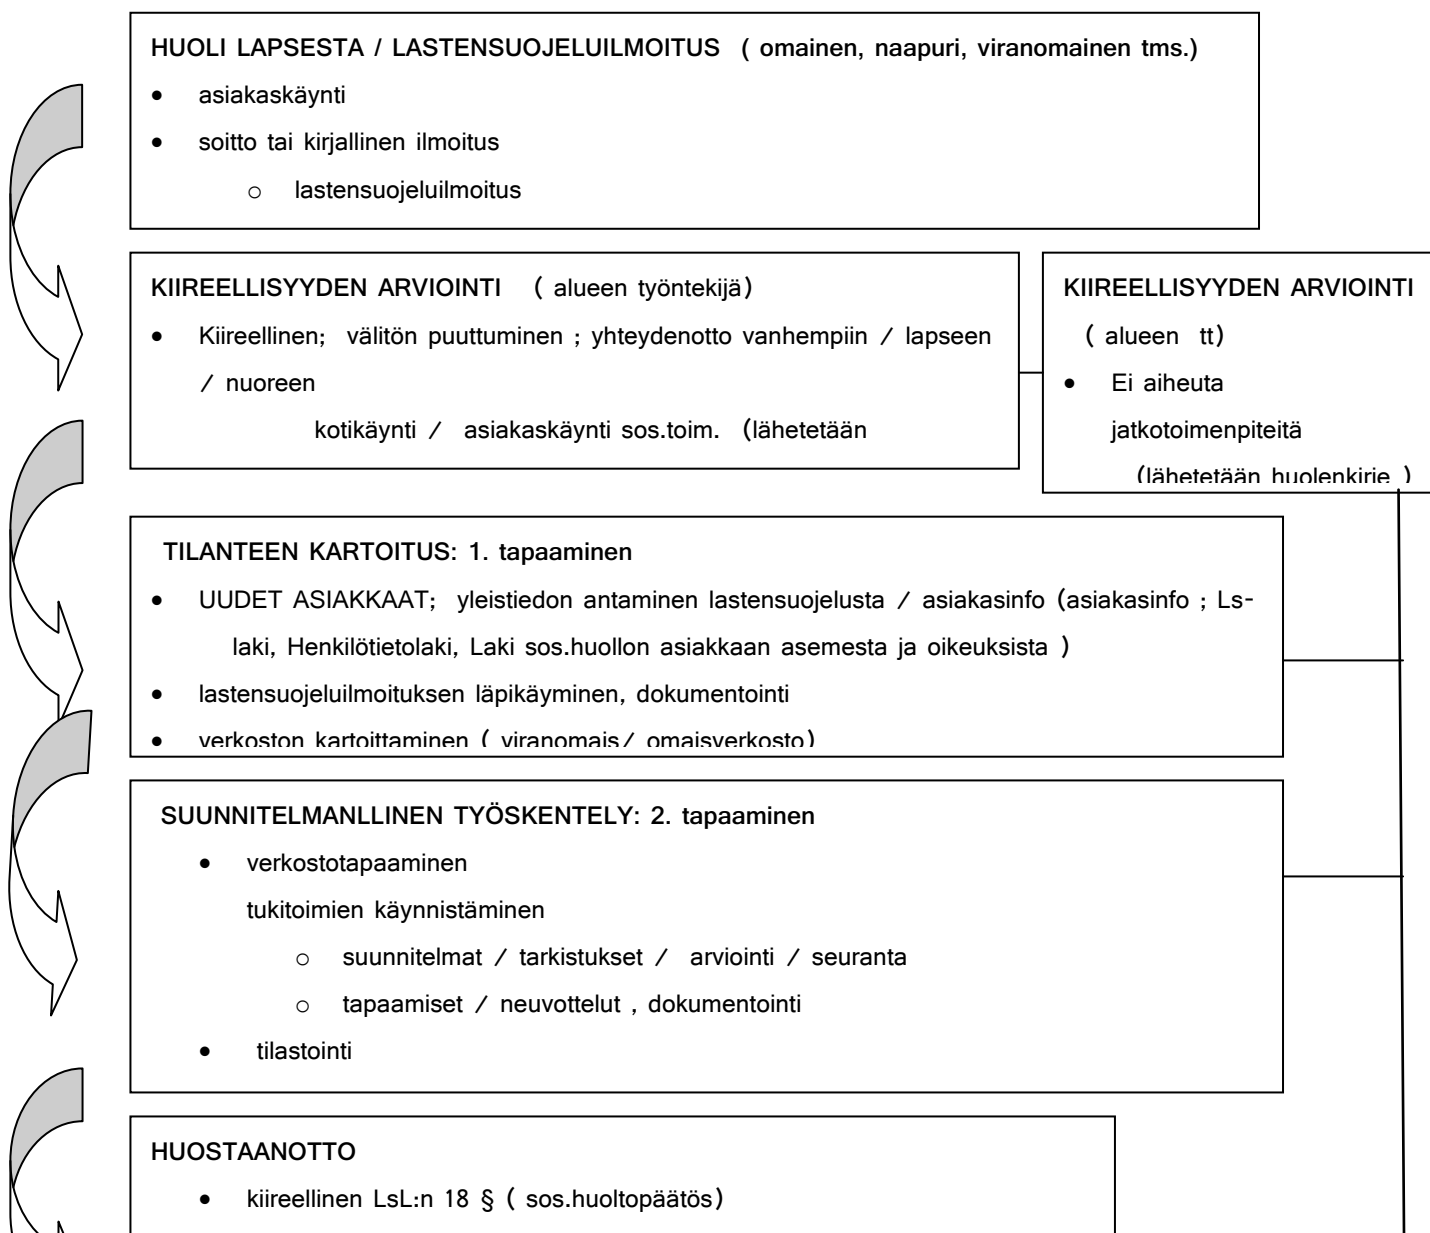 HUOLI LAPSESTA / LASTENSUOJELUILMOITUS ( omainen, naapuri, viranomainen tms.)
• asiakaskäynti
• soitto tai kirjallinen ilmoitus
○ lastensuojeluilmoitus
KIIREELLISYYDEN ARVIOINTI ( alueen työntekijä)
• Kiireellinen; välitön puuttuminen ; yhteydenotto vanhempiin / lapseen
/ nuoreen
kotikäynti / asiakaskäynti sos.toim. (lähetetään
KIIREELLISYYDEN ARVIOINTI
( alueen tt)
• Ei aiheuta
jatkotoimenpiteitä
(lähetetään huolenkirje )
TILANTEEN KARTOITUS: 1. tapaaminen
• UUDET ASIAKKAAT; yleistiedon antaminen lastensuojelusta / asiakasinfo (asiakasinfo ; Ls-
laki, Henkilötietolaki, Laki sos.huollon asiakkaan asemesta ja oikeuksista )
• lastensuojeluilmoituksen läpikäyminen, dokumentointi
• verkoston kartoittaminen ( viranomais/ omaisverkosto)
SUUNNITELMANLLINEN TYÖSKENTELY: 2. tapaaminen
• verkostotapaaminen
tukitoimien käynnistäminen
○ suunnitelmat / tarkistukset / arviointi / seuranta
○ tapaamiset / neuvottelut , dokumentointi
• tilastointi
HUOSTAANOTTO
• kiireellinen LsL:n 18 § ( sos.huoltopäätös)